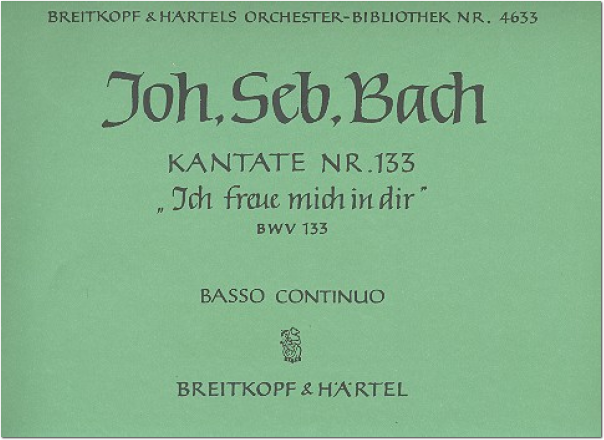 BREITKOPF & HÄRTELS ORCHESTER-BIBLIOTHEK NR. 4633
Joh. Seb. Bach
KANTATE NR. 133
„Ich freue mich in dir"
BWV 133
BASSO CONTINUO
BREITKOPF & HÄRTEL